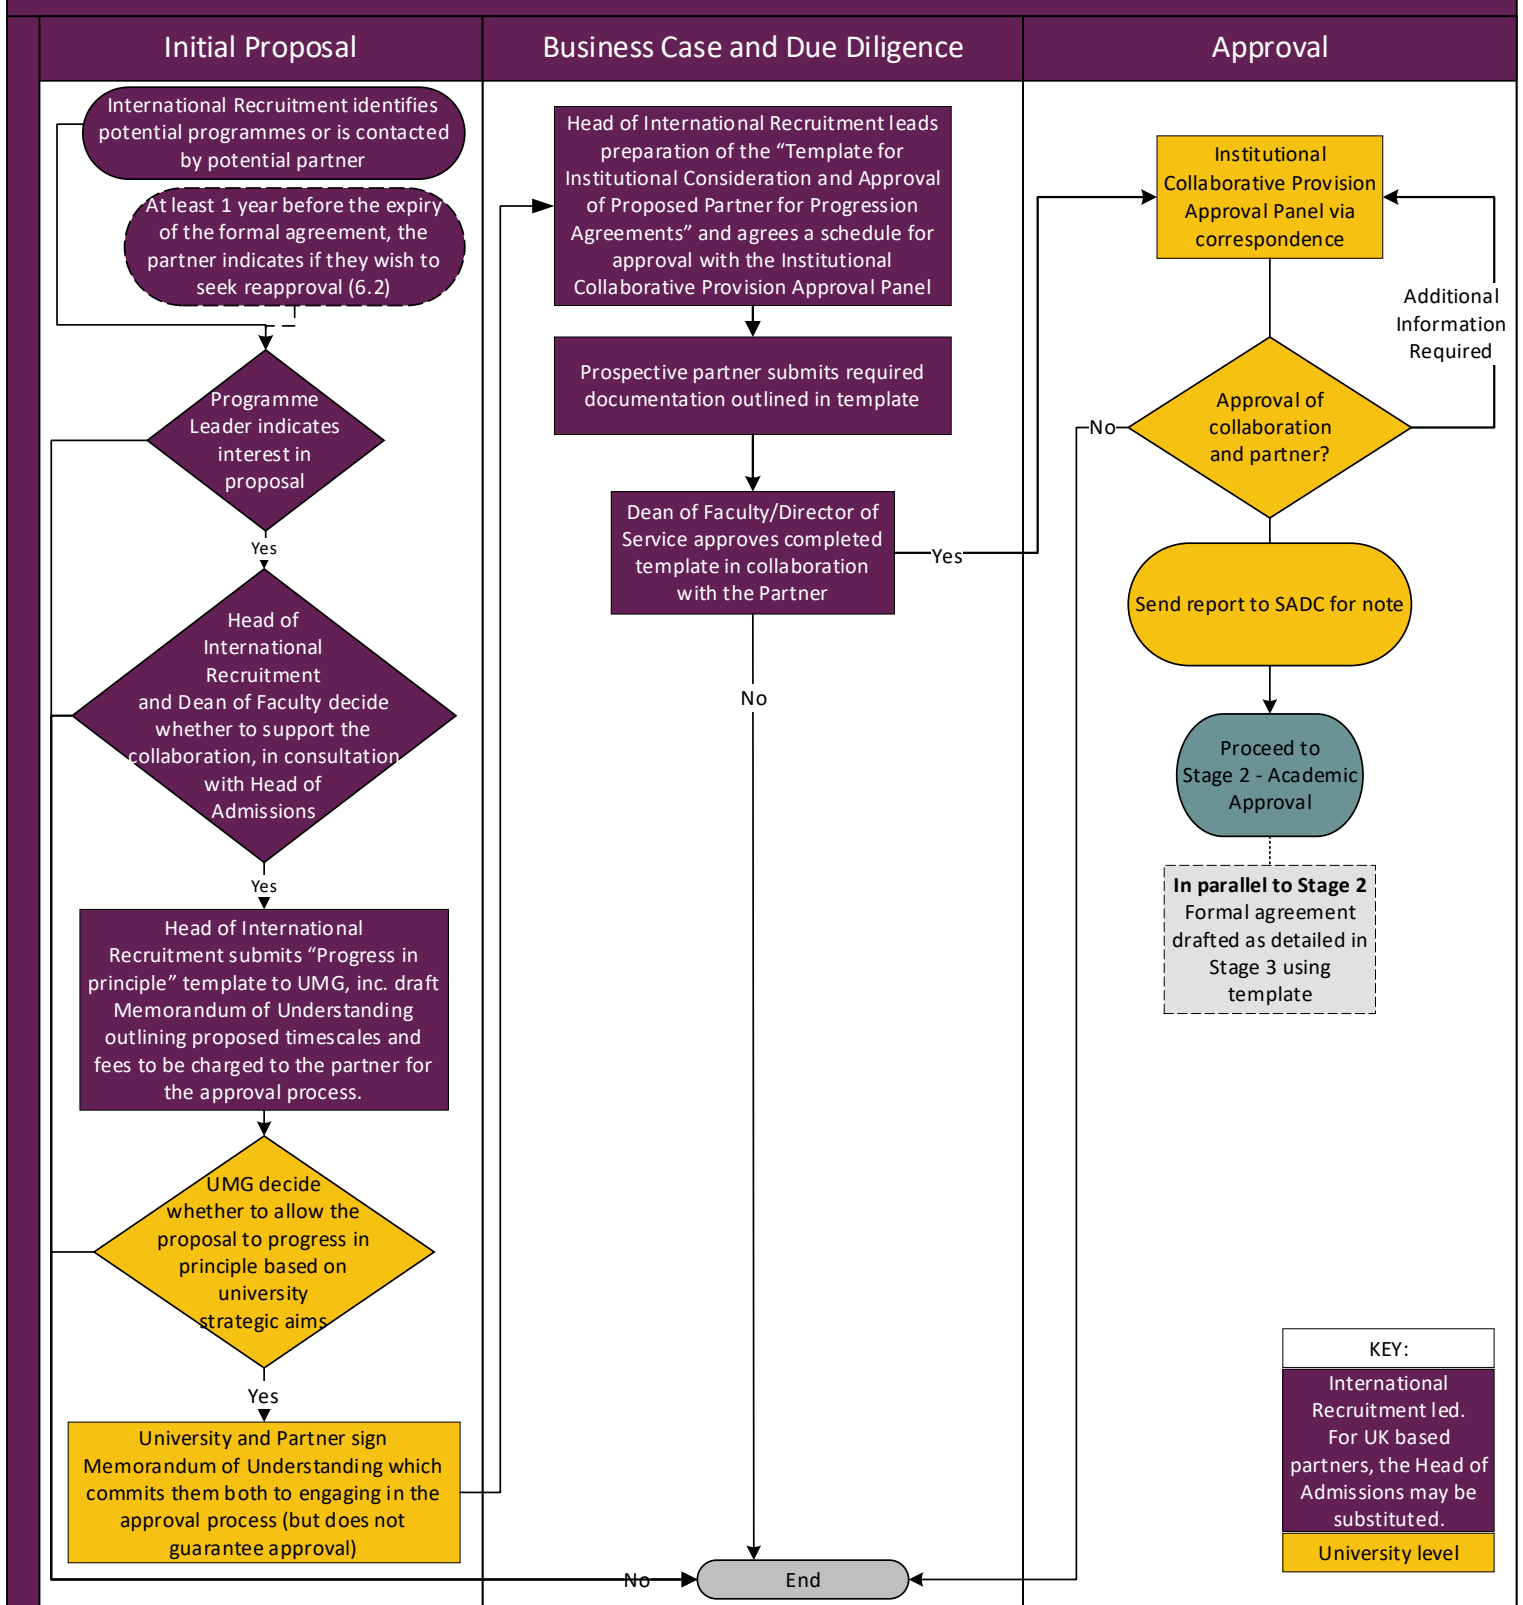 Initial Proposal
International Recruitment identifies
potential programmes or is contacted
by potential partner
At least 1 year before the expiry
of the formal agreement, the
partner indicates if they wish to
seek reapproval (6.2)
Programme
Leader indicates
interest in
proposal
Yes
Head of
International
Recruitment
and Dean of Faculty decide
whether to support the
collaboration, in consultation
with Head of
Admissions
Yes
Head of International
Recruitment submits “Progress in
principle” template to UMG, inc. draft
Memorandum of Understanding
outlining proposed timescales and
fees to be charged to the partner for
the approval process.
UMG decide
whether to allow the
proposal to progress in
principle based on
university
strategic aims
Yes
University and Partner sign
Memorandum of Understanding which
commits them both to engaging in the
approval process (but does not
guarantee approval)
No
Business Case and Due Diligence
Head of International Recruitment leads
preparation of the “Template for
Institutional Consideration and Approval
of Proposed Partner for Progression
Agreements” and agrees a schedule for
approval with the Institutional
Collaborative Provision Approval Panel
Prospective partner submits required
documentation outlined in template
Dean of Faculty/Director of
Service approves completed
template in collaboration
with the Partner
Yes
No
End
Approval
Institutional
Collaborative Provision
Approval Panel via
correspondence
Additional
Information
Required
Approval of
collaboration
and partner?
No
Send report to SADC for note
Proceed to
Stage 2 - Academic
Approval
In parallel to Stage 2
Formal agreement
drafted as detailed in
Stage 3 using
template
KEY:
International
Recruitment led.
For UK based
partners, the Head of
Admissions may be
substituted.
University level